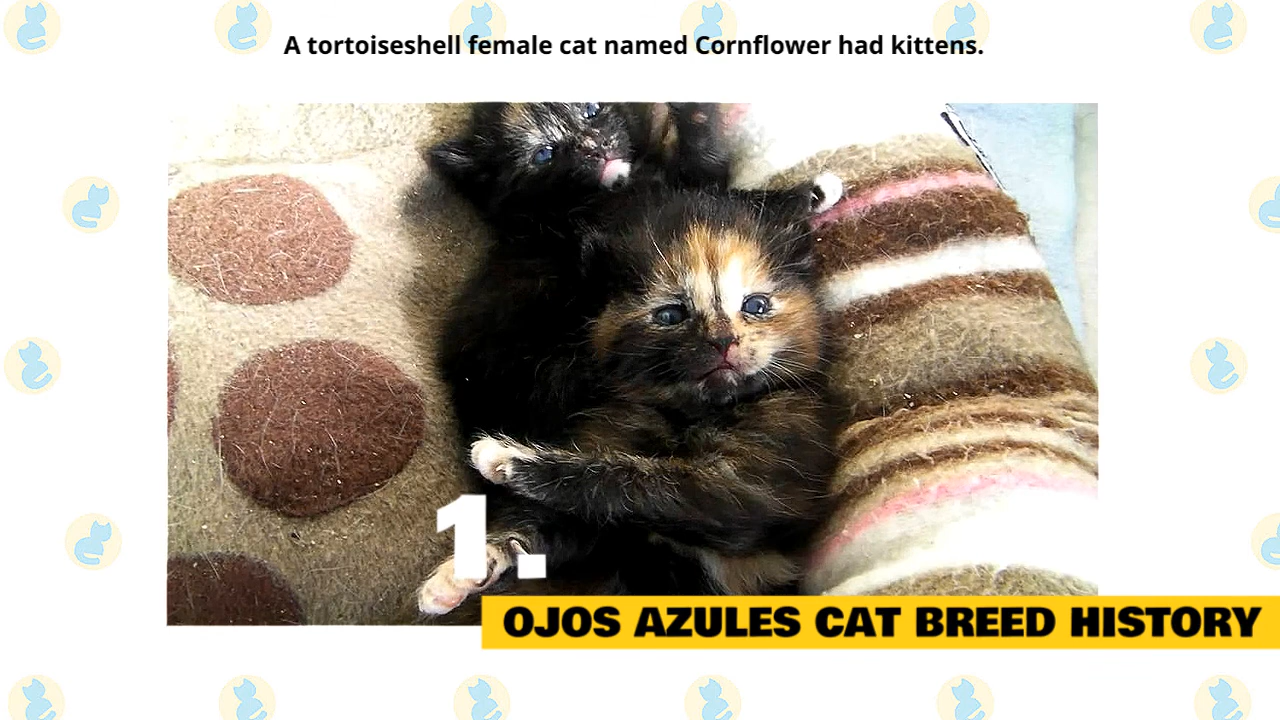 A tortoiseshell female cat named Cornflower had kittens.
1.
OJOS AZULES CAT BREED HISTORY